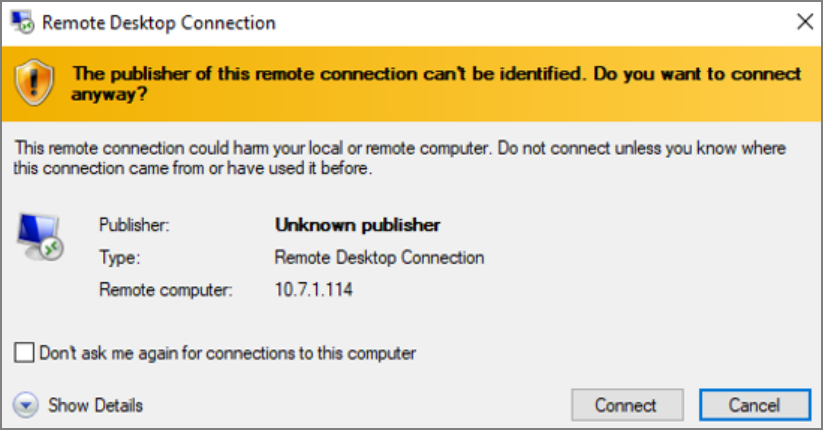 Remote Desktop Connection
The publisher of this remote connection can't be identified. Do you want to connect
anyway?
This remote connection could harm your local or remote computer. Do not connect unless you know where
this connection came from or have used it before.
Publisher: Unknown publisher
Type: Remote Desktop Connection
Remote computer: 10.7.1.114
Don't ask me again for connections to this computer
Show Details Connect Cancel